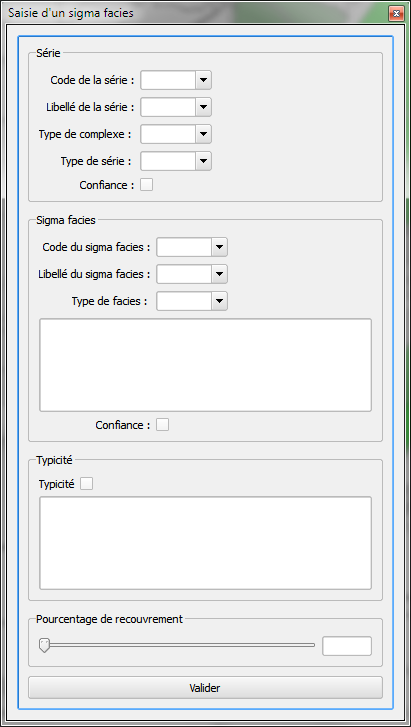 Saisie d'un sigma facies
Série
Code de la série :
Libellé de la série :
Type de complexe :
Type de série :
Confiance :
Sigma facies
Code du sigma facies :
Libellé du sigma facies :
Type de facies :
Confiance :
Typicité
Typicité
Pourcentage de recouvrement
Valider